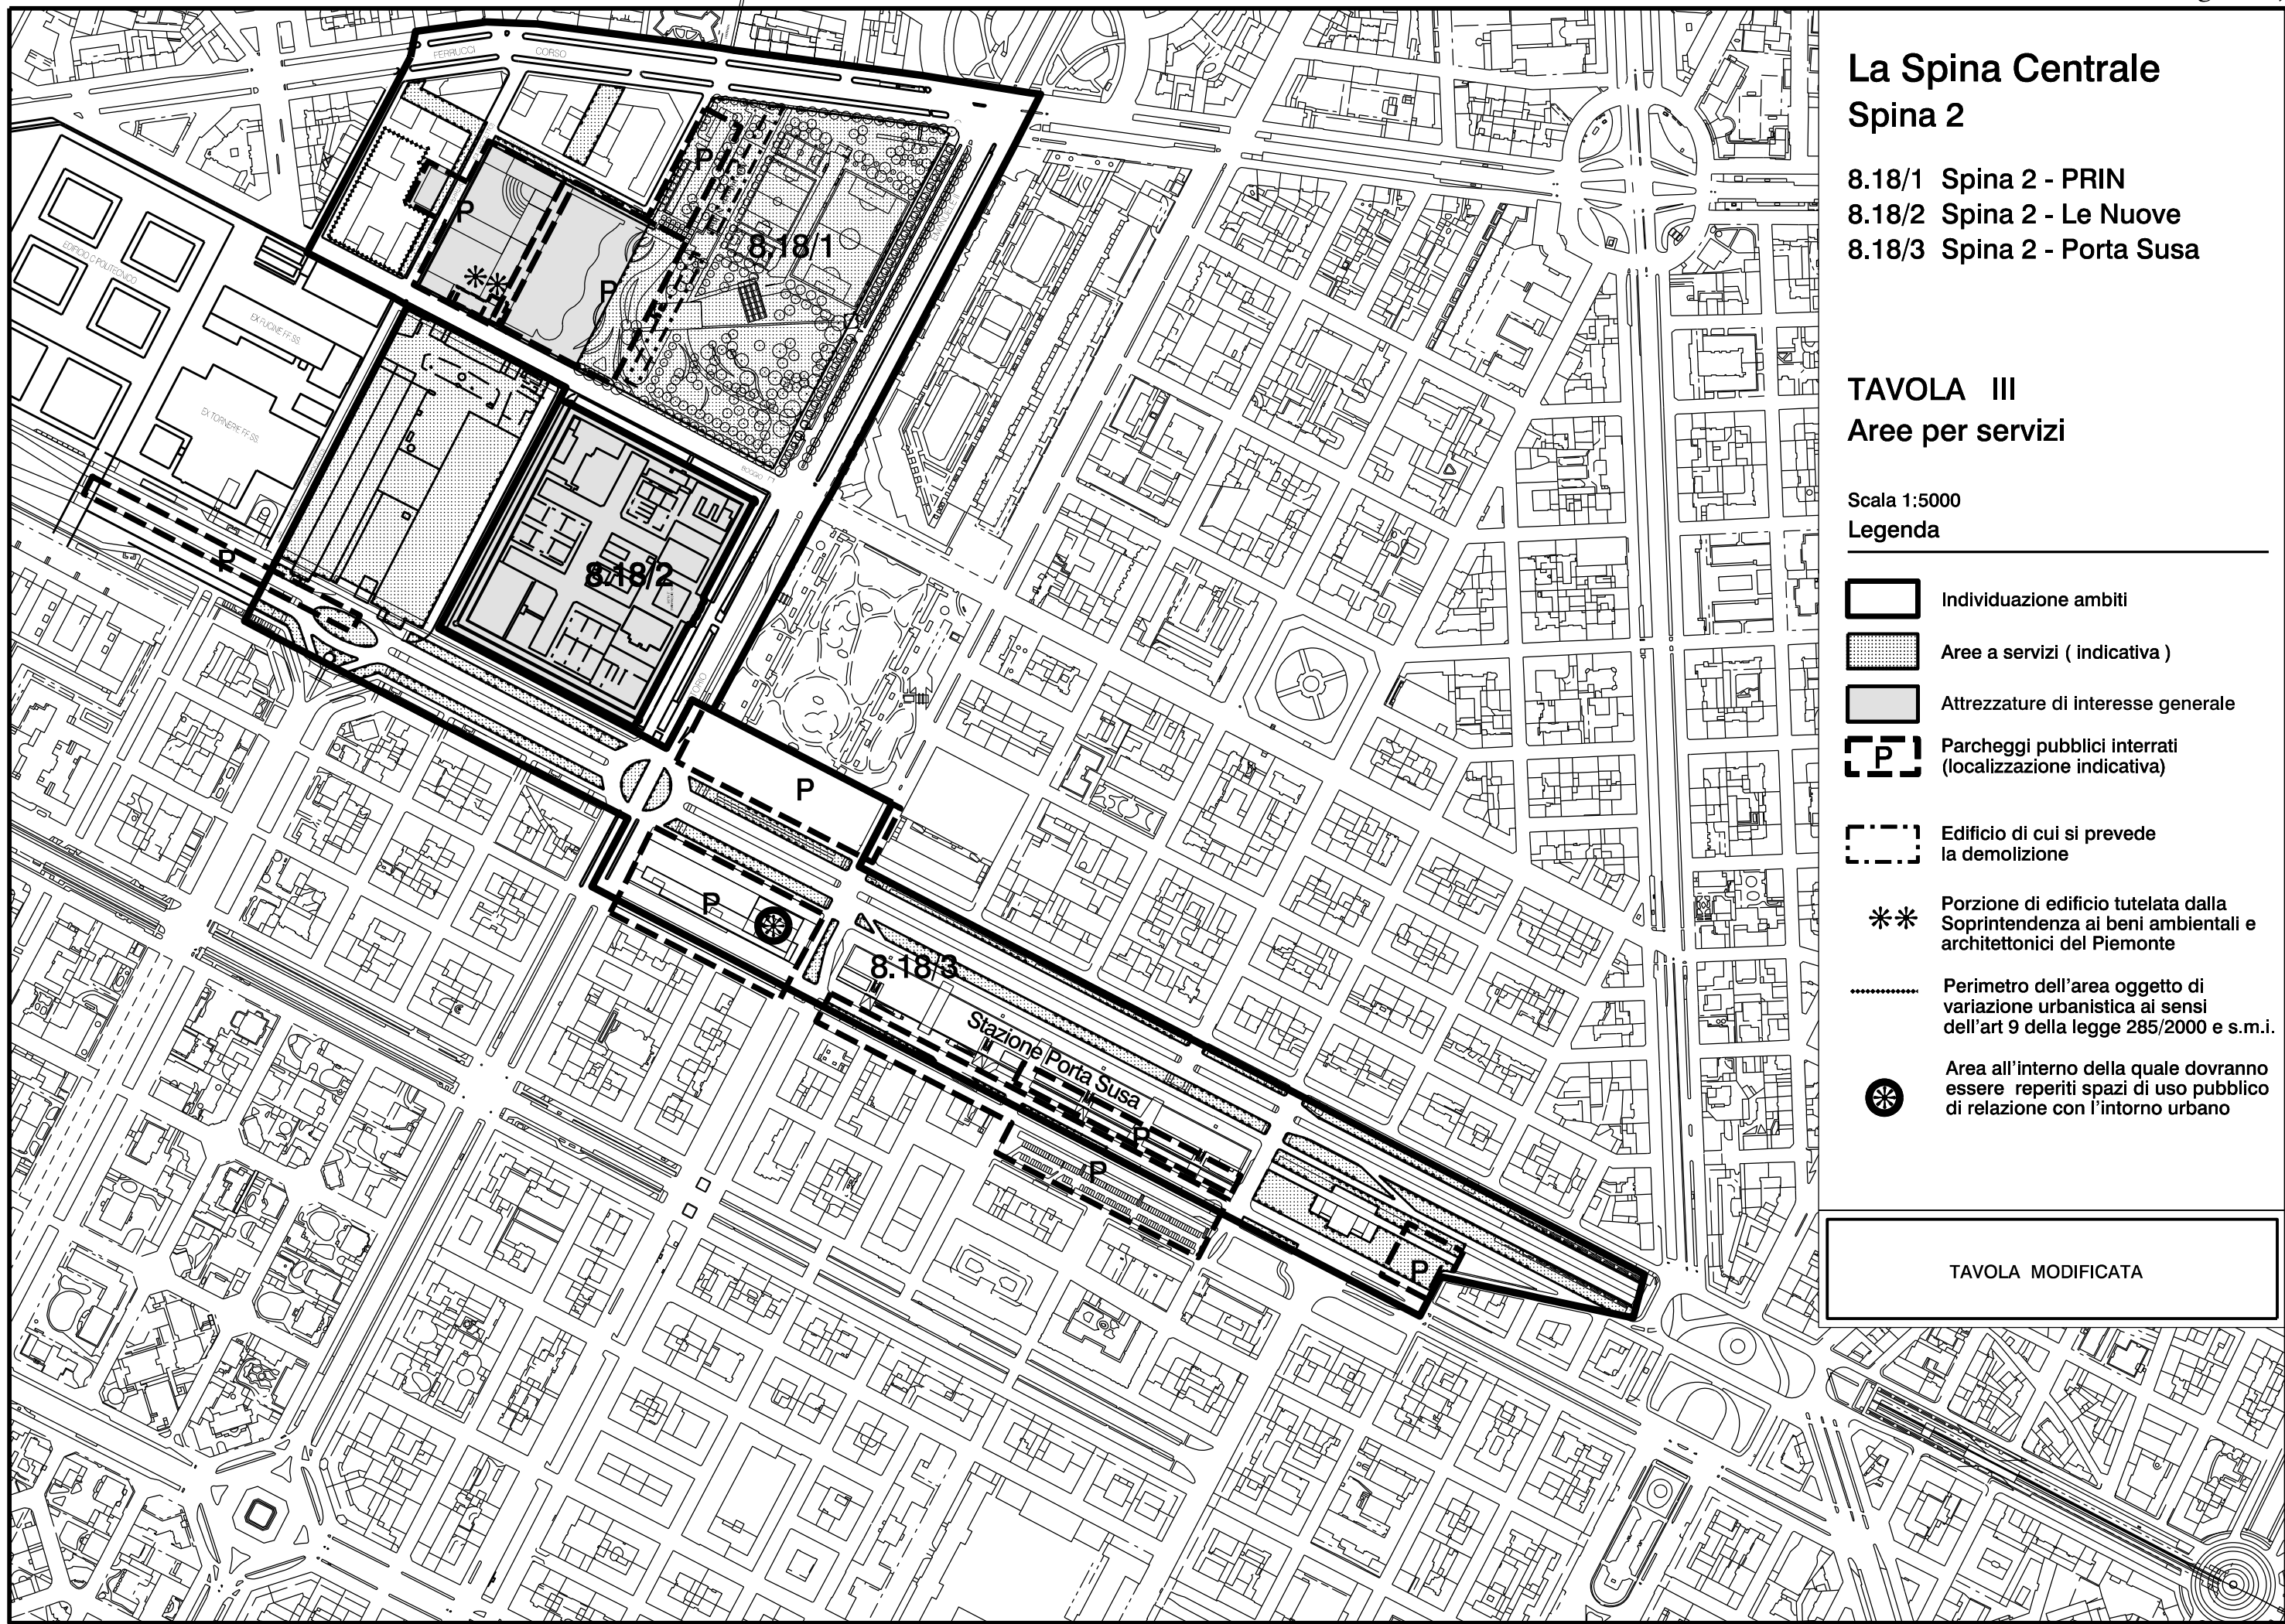 La Spina Centrale
Spina 2
8.18/1 Spina 2 - PRIN
8.18/2 Spina 2 - Le Nuove
8.18/3 Spina 2 - Porta Susa
TAVOLA III
Aree per servizi
Scala 1:5000
Legenda
Individuazione ambiti
Aree a servizi ( indicativa )
Attrezzature di interesse generale
P
Parcheggi pubblici interrati
(localizzazione indicativa)
Edificio di cui si prevede
la demolizione
Porzione di edificio tutelata dalla
Soprintendenza ai beni ambientali e
architettonici del Piemonte
Perimetro dell'area oggetto di
variazione urbanistica ai sensi
dell'art 9 della legge 285/2000 e s.m.i.
Area all'interno della quale dovranno
essere reperiti spazi di uso pubblico
di relazione con l'intorno urbano
TAVOLA MODIFICATA
FERRUCCI
CORSO
P
P
8.18/1
P
EDIFICIO C POLITECNICO
EX FUCINE FF.SS.
EX TORNERIE FF.SS.
BOGGIO
P
8.18/2
P
P
8.18/3
Stazione Porta Susa
P
P
P